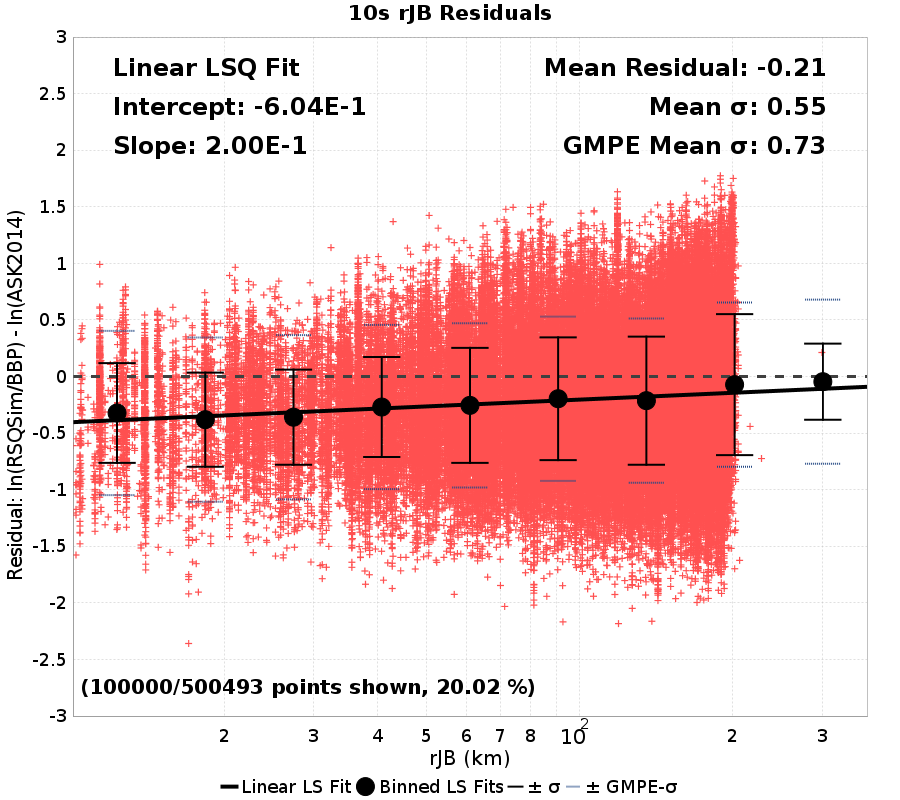 10s rJB Residuals
Linear LSQ Fit
Intercept: -6.04E-1
Slope: 2.00E-1
Mean Residual: -0.21
Mean σ: 0.55
GMPE Mean σ: 0.73
Residual: ln(RSQSim/BBP) - ln(ASK2014)
3
2.5
2
1.5
1
0.5
0
-0.5
-1
-1.5
-2
-2.5
-3
(100000/500493 points shown, 20.02 %)
2 3 4 5 6 7 8 10² 2 3
rJB (km)
Linear LS Fit Binned LS Fits ± σ ± GMPE-σ